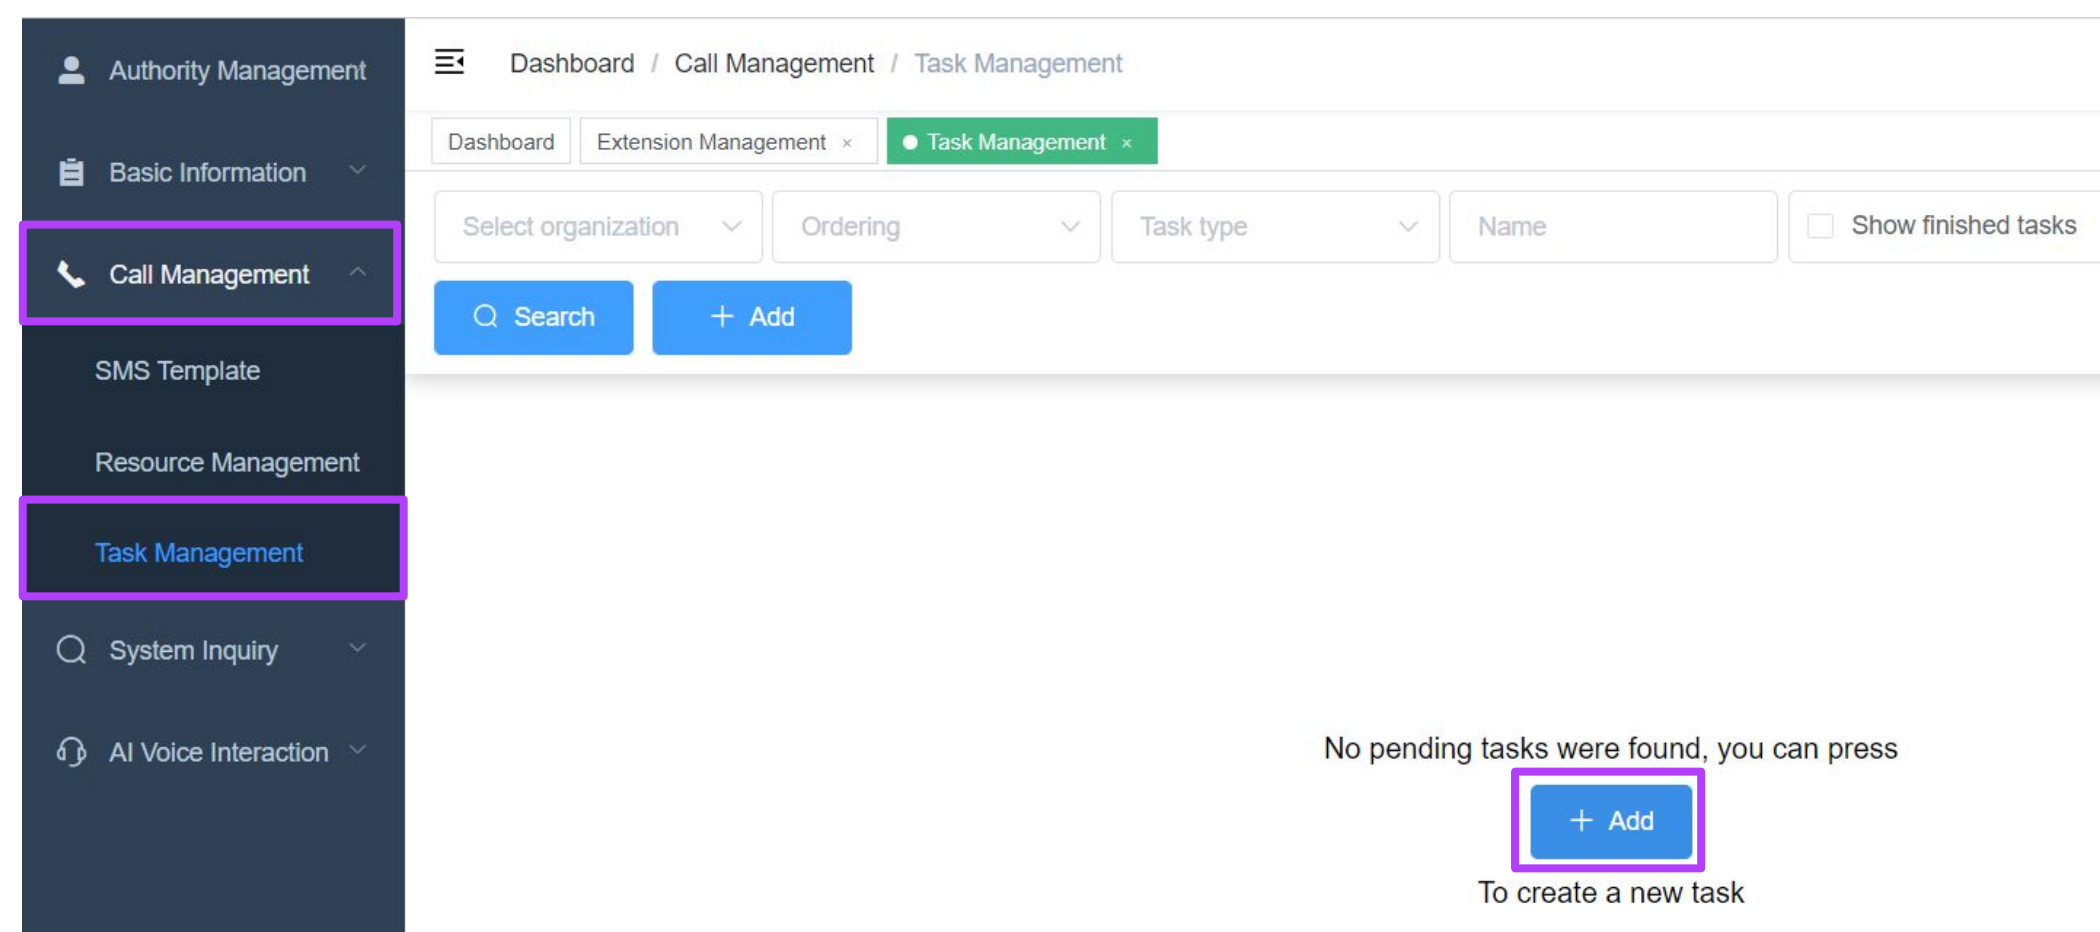 Authority Management
Basic Information
Call Management
SMS Template
Resource Management
Task Management
System Inquiry
AI Voice Interaction
Dashboard / Call Management / Task Management
Dashboard Extension Management × Task Management ×
Select organization Ordering Task type Name Show finished tasks
Search + Add
No pending tasks were found, you can press
+ Add
To create a new task